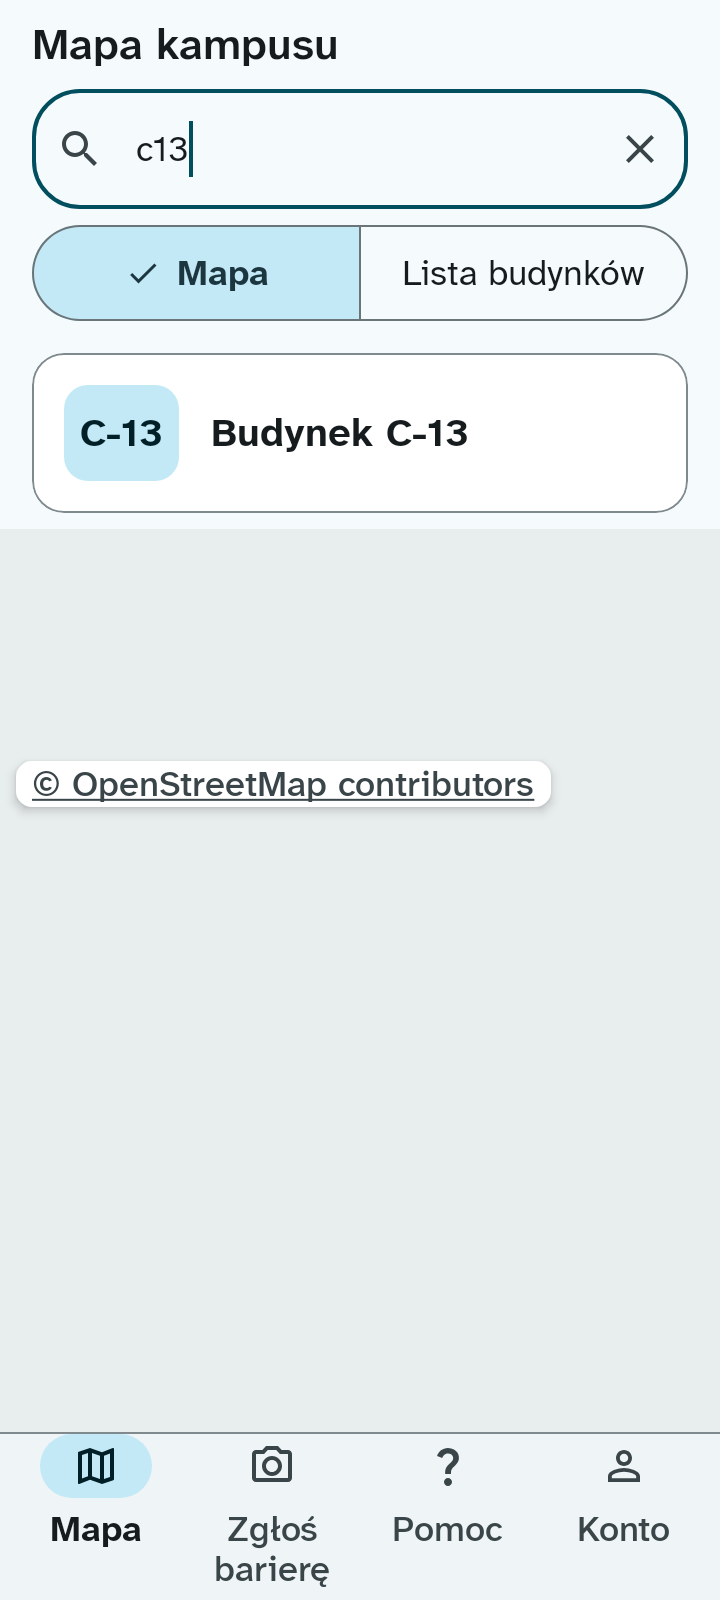 Mapa kampusu
c13
Mapa
Lista budynków
C-13
Budynek C-13
© OpenStreetMap contributors
Mapa
Zgłoś
barierę
Pomoc
Konto